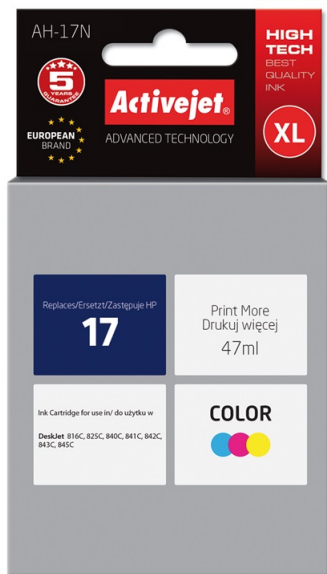 AH-17N
HIGH
TECH
BEST
QUALITY
INK
5
YEARS
GUARANTEE
Activejet®
EUROPEAN
BRAND
ADVANCED TECHNOLOGY
XL
Replaces/Ersetzt/Zastępuje HP
17
Print More
Drukuj więcej
47ml
Ink Cartridge for use in/ do użytku w
DeskJet 816C, 825C, 840C, 841C, 842C,
843C, 845C
COLOR